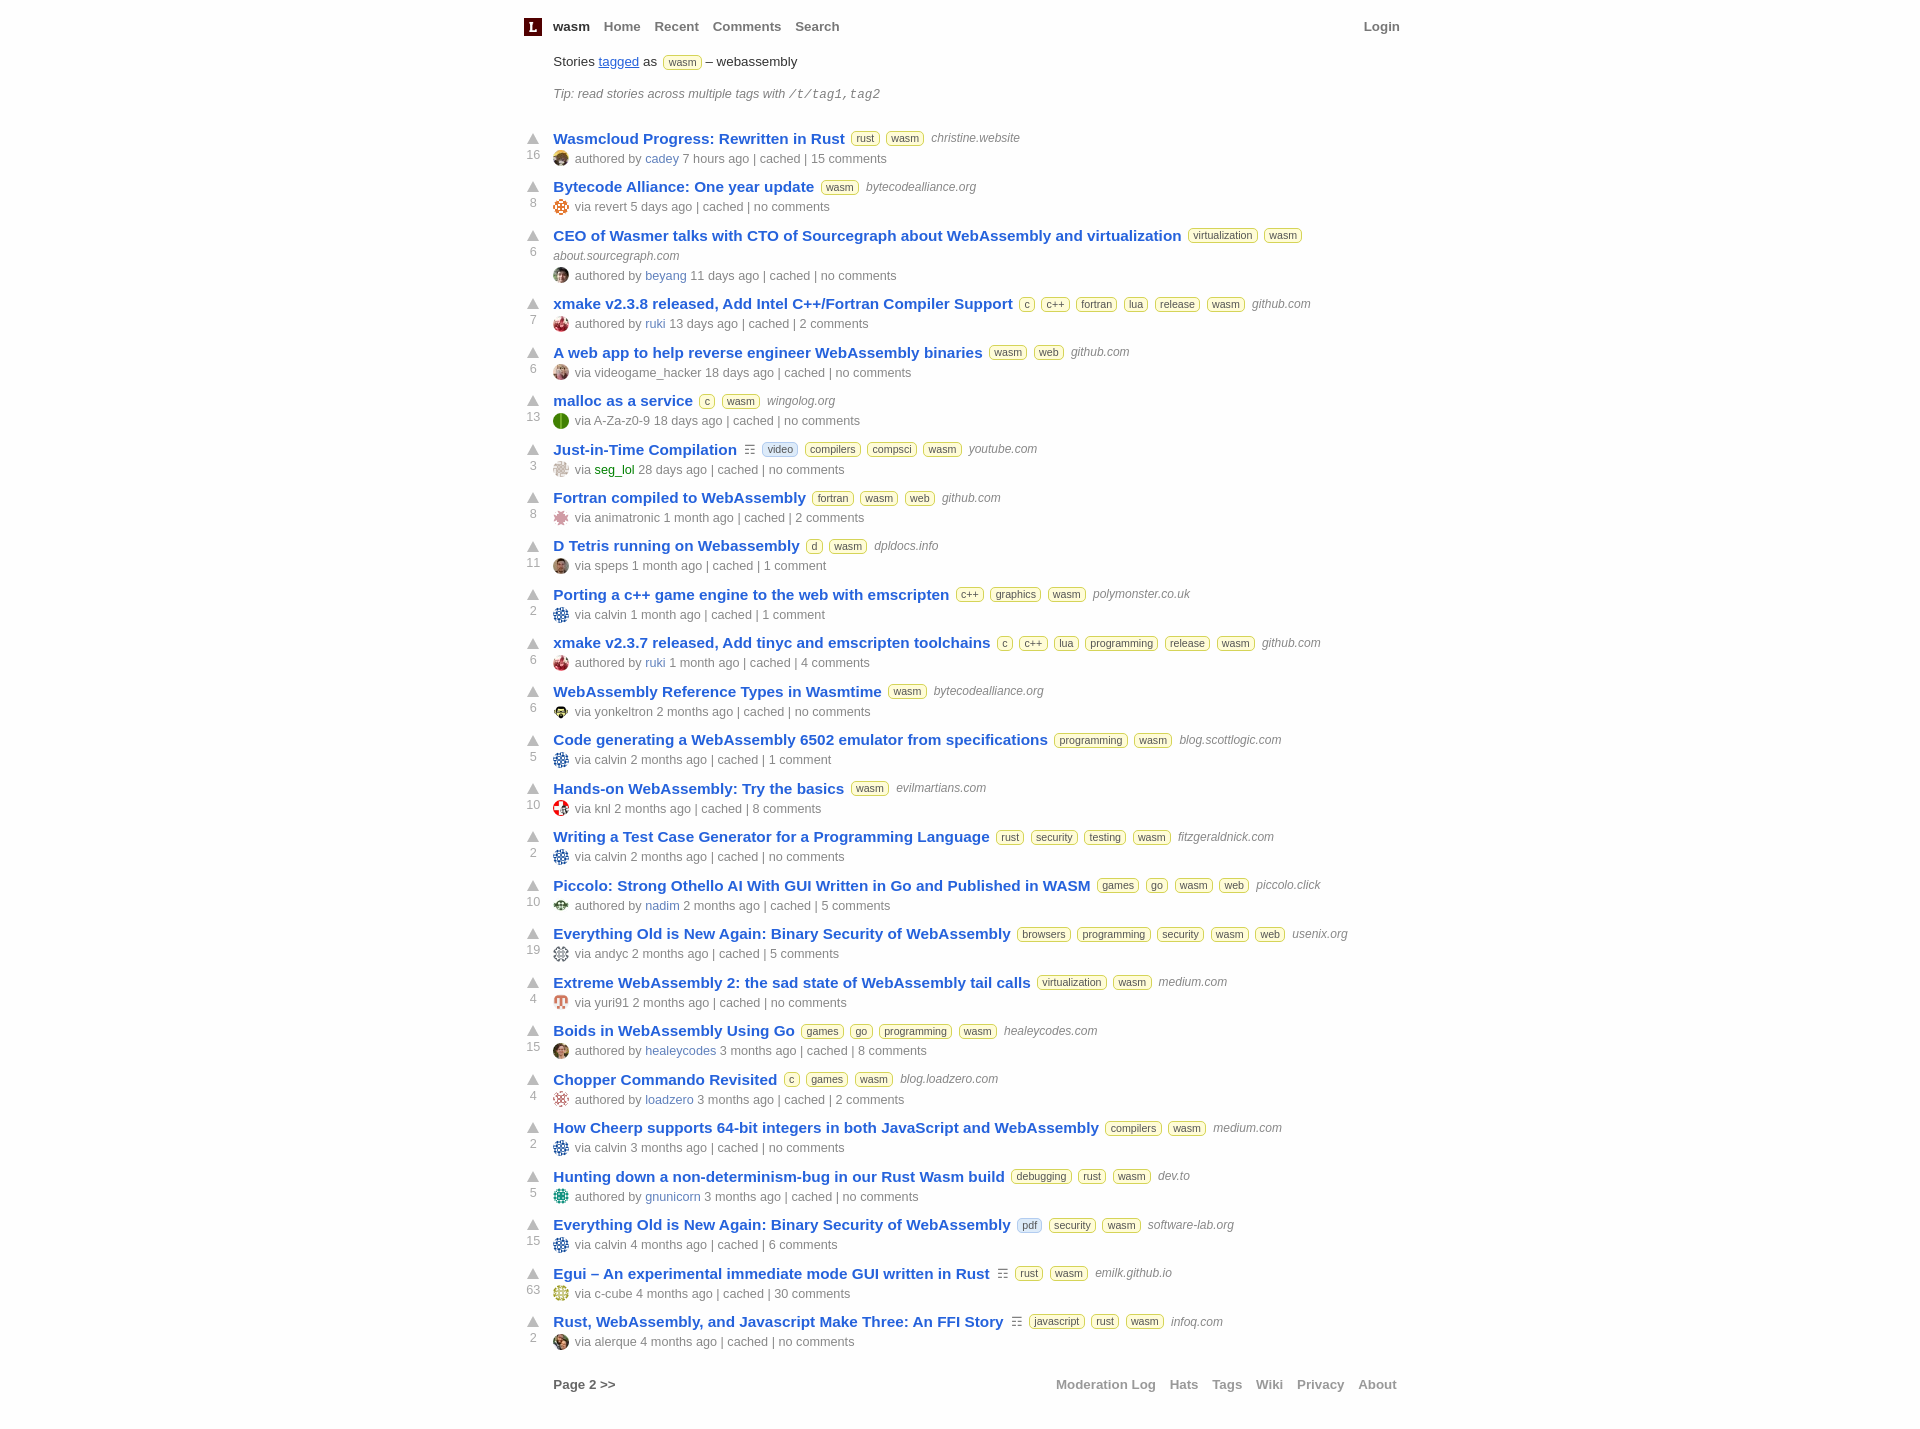 L wasm Home Recent Comments Search Login
Stories tagged as wasm – webassembly
Tip: read stories across multiple tags with /t/tag1,tag2
Wasmcloud Progress: Rewritten in Rust rust wasm christine.website
16 authored by cadey 7 hours ago | cached | 15 comments
Bytecode Alliance: One year update wasm bytecodealliance.org
8 via revert 5 days ago | cached | no comments
CEO of Wasmer talks with CTO of Sourcegraph about WebAssembly and virtualization virtualization wasm
6 about.sourcegraph.com
authored by beyang 11 days ago | cached | no comments
xmake v2.3.8 released, Add Intel C++/Fortran Compiler Support c c++ fortran lua release wasm github.com
7 authored by ruki 13 days ago | cached | 2 comments
A web app to help reverse engineer WebAssembly binaries wasm web github.com
6 via videogame_hacker 18 days ago | cached | no comments
malloc as a service c wasm wingolog.org
13 via A-Za-z0-9 18 days ago | cached | no comments
Just-in-Time Compilation ☶ video compilers compsci wasm youtube.com
3 via seg_lol 28 days ago | cached | no comments
Fortran compiled to WebAssembly fortran wasm web github.com
8 via animatronic 1 month ago | cached | 2 comments
D Tetris running on Webassembly d wasm dpldocs.info
11 via speps 1 month ago | cached | 1 comment
Porting a c++ game engine to the web with emscripten c++ graphics wasm polymonster.co.uk
2 via calvin 1 month ago | cached | 1 comment
xmake v2.3.7 released, Add tinyc and emscripten toolchains c c++ lua programming release wasm github.com
6 authored by ruki 1 month ago | cached | 4 comments
WebAssembly Reference Types in Wasmtime wasm bytecodealliance.org
6 via yonkeltron 2 months ago | cached | no comments
Code generating a WebAssembly 6502 emulator from specifications programming wasm blog.scottlogic.com
5 via calvin 2 months ago | cached | 1 comment
Hands-on WebAssembly: Try the basics wasm evilmartians.com
10 via knl 2 months ago | cached | 8 comments
Writing a Test Case Generator for a Programming Language rust security testing wasm fitzgeraldnick.com
2 via calvin 2 months ago | cached | no comments
Piccolo: Strong Othello AI With GUI Written in Go and Published in WASM games go wasm web piccolo.click
10 authored by nadim 2 months ago | cached | 5 comments
Everything Old is New Again: Binary Security of WebAssembly browsers programming security wasm web usenix.org
19 via andyc 2 months ago | cached | 5 comments
Extreme WebAssembly 2: the sad state of WebAssembly tail calls virtualization wasm medium.com
4 via yuri91 2 months ago | cached | no comments
Boids in WebAssembly Using Go games go programming wasm healeycodes.com
15 authored by healeycodes 3 months ago | cached | 8 comments
Chopper Commando Revisited c games wasm blog.loadzero.com
4 authored by loadzero 3 months ago | cached | 2 comments
How Cheerp supports 64-bit integers in both JavaScript and WebAssembly compilers wasm medium.com
2 via calvin 3 months ago | cached | no comments
Hunting down a non-determinism-bug in our Rust Wasm build debugging rust wasm dev.to
5 authored by gnunicorn 3 months ago | cached | no comments
Everything Old is New Again: Binary Security of WebAssembly pdf security wasm software-lab.org
15 via calvin 4 months ago | cached | 6 comments
Egui – An experimental immediate mode GUI written in Rust ☶ rust wasm emilk.github.io
63 via c-cube 4 months ago | cached | 30 comments
Rust, WebAssembly, and Javascript Make Three: An FFI Story ☶ javascript rust wasm infoq.com
2 via alerque 4 months ago | cached | no comments
Page 2 >> Moderation Log Hats Tags Wiki Privacy About